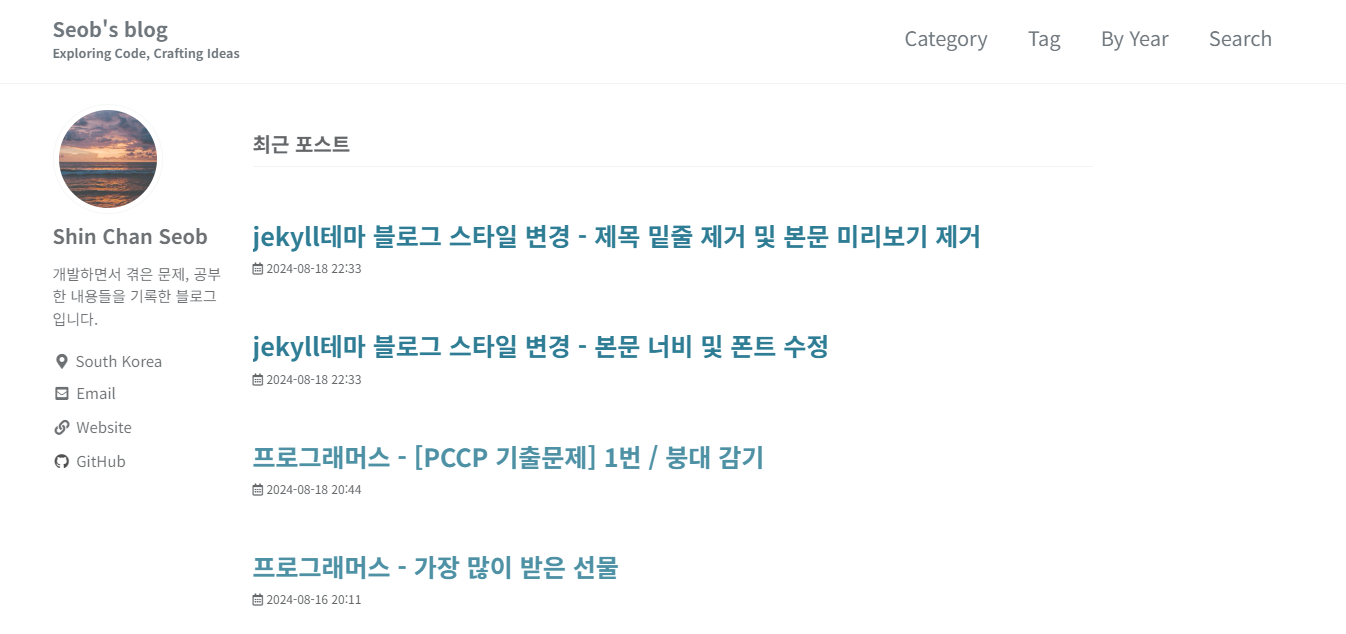 Seob's blog
Exploring Code, Crafting Ideas
Category Tag By Year Search
Shin Chan Seob
개발하면서 겪은 문제, 공부
한 내용들을 기록한 블로그
입니다.
South Korea
Email
Website
GitHub
최근 포스트
jekyll테마 블로그 스타일 변경 - 제목 밑줄 제거 및 본문 미리보기 제거
2024-08-18 22:33
jekyll테마 블로그 스타일 변경 - 본문 너비 및 폰트 수정
2024-08-18 22:33
프로그래머스 - [PCCP 기출문제] 1번 / 붕대 감기
2024-08-18 20:44
프로그래머스 - 가장 많이 받은 선물
2024-08-16 20:11